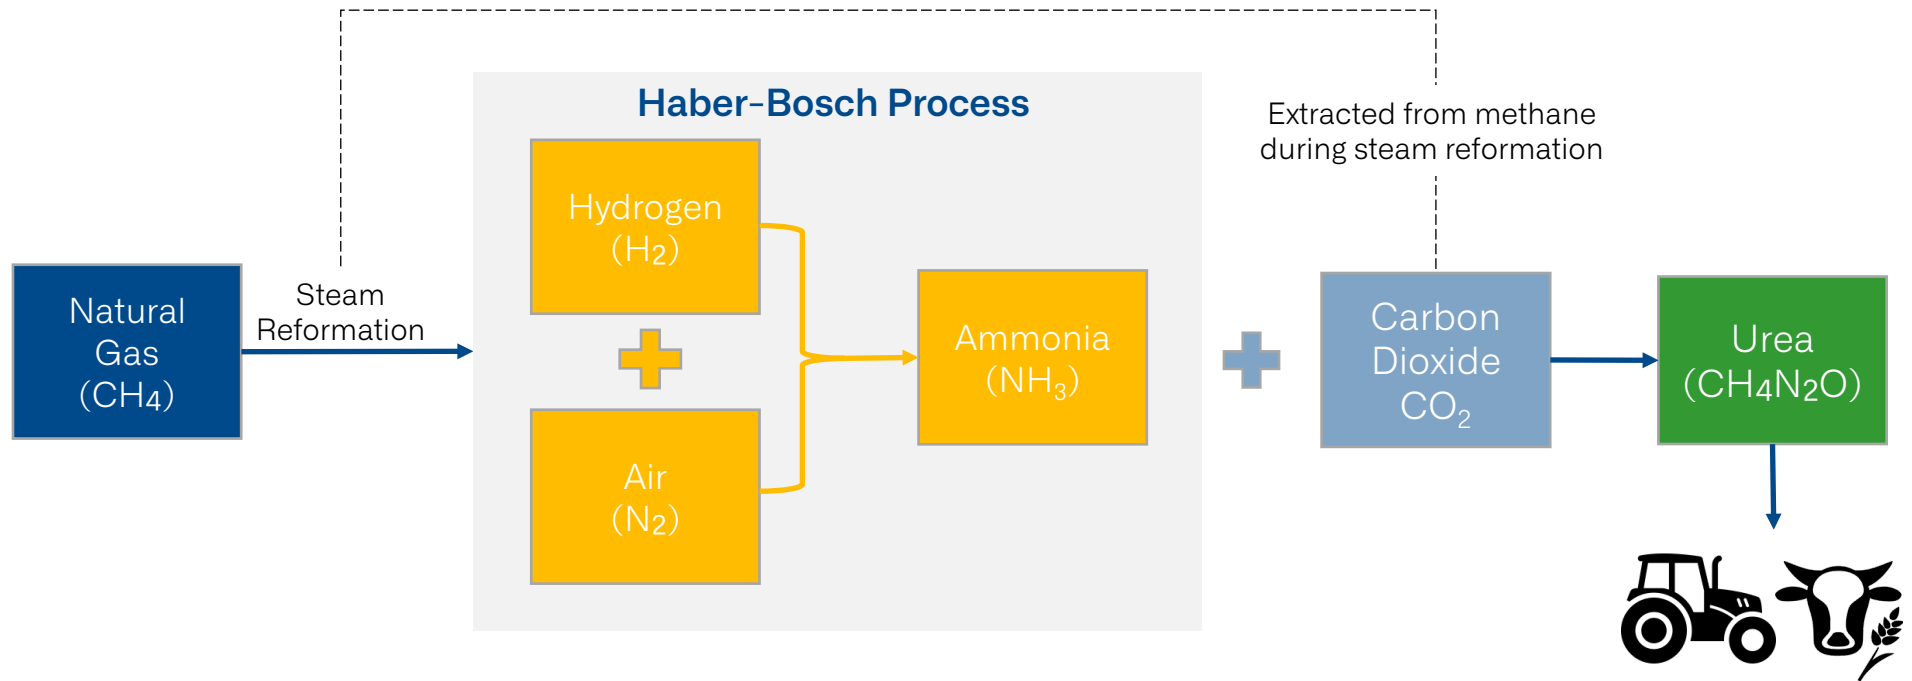 Haber-Bosch Process
Extracted from methane
during steam reformation
Hydrogen
(H2)
Natural
Gas
(CH4)
Steam
Reformation
Ammonia
(NH₃)
Carbon
Dioxide
CO₂
Urea
(CH4N2O)
Air
(N2)